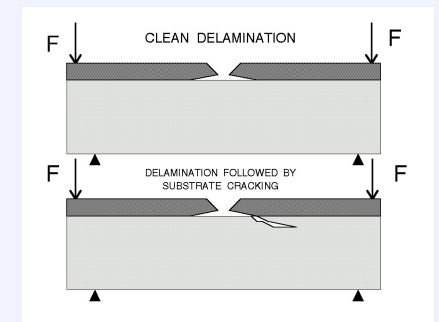 F
CLEAN DELAMINATION
F
F
DELAMINATION FOLLOWED BY
SUBSTRATE CRACKING
F